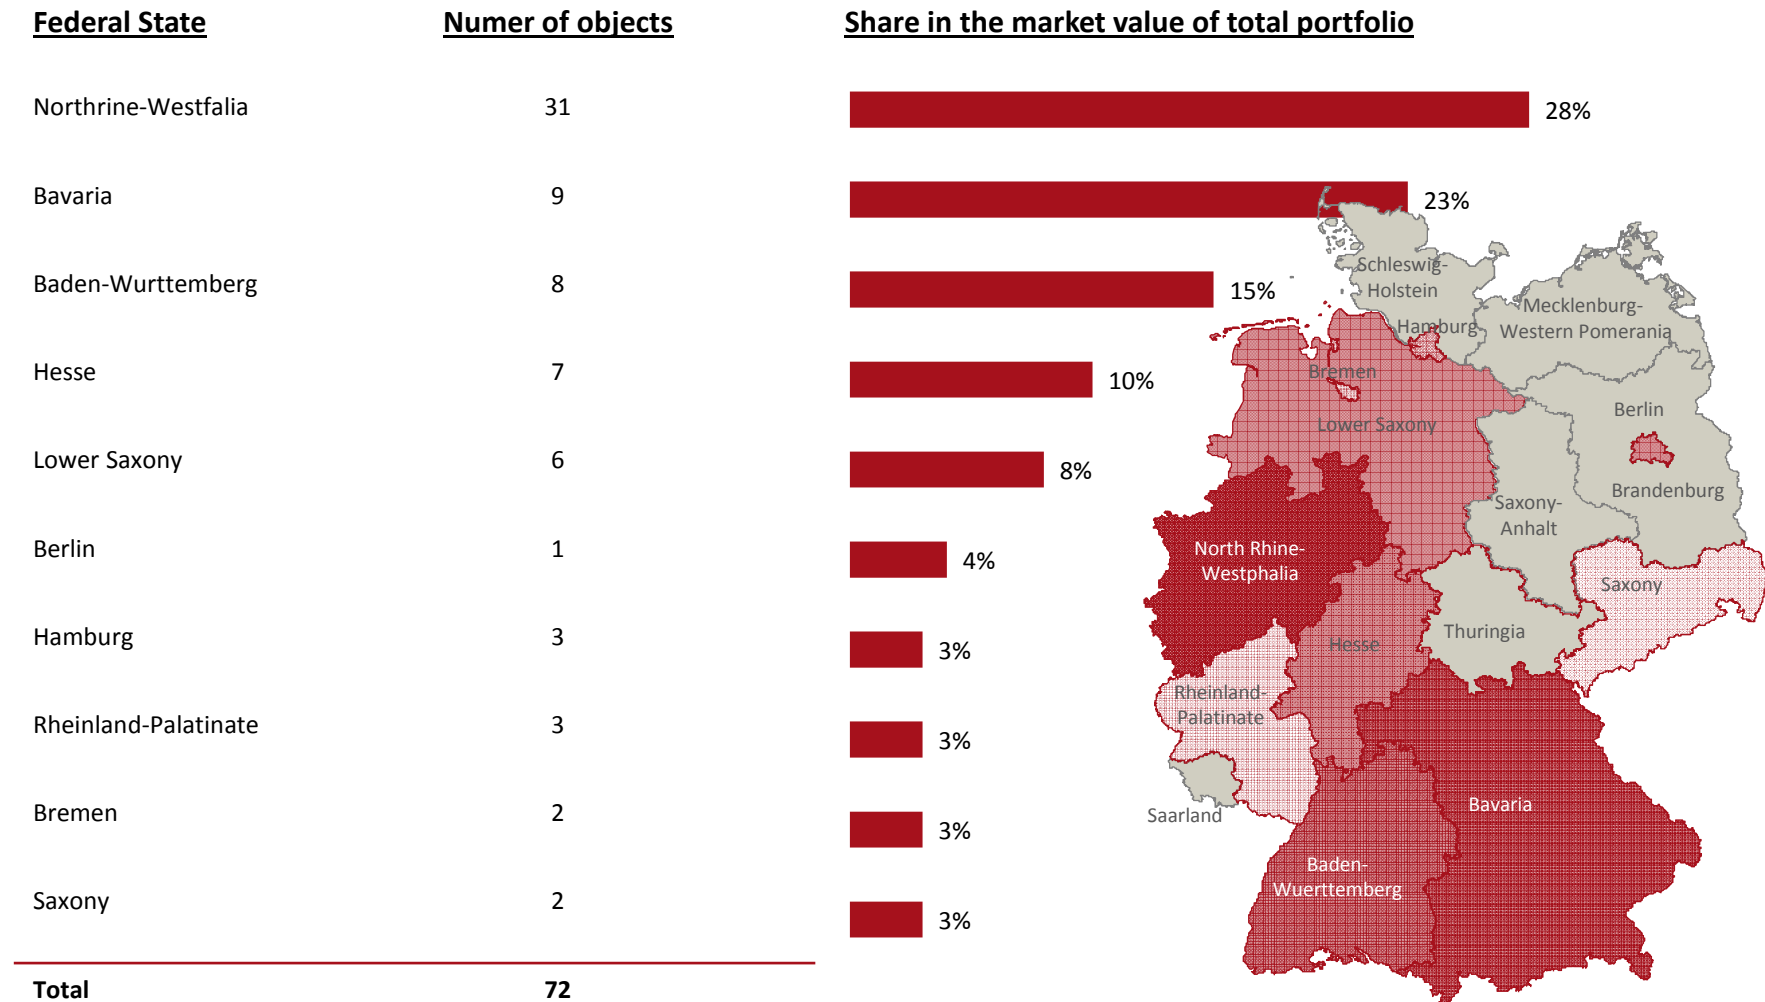 Federal State Numer of objects Share in the market value of total portfolio
Northrine-Westfalia 31 28%
Bavaria 9 23%
Baden-Wurttemberg 8 15%
Hesse 7 10%
Lower Saxony 6 8%
Berlin 1 4%
Hamburg 3 3%
Rheinland-Palatinate 3 3%
Bremen 2 3%
Saxony 2 3%
Total 72
Schleswig-
Holstein
Mecklenburg-
Western Pomerania
Hamburg
Bremen
Lower Saxony
Berlin
Brandenburg
Saxony-
Anhalt
North Rhine-
Westphalia
Saxony
Thuringia
Hesse
Rheinland-
Palatinate
Saarland
Bavaria
Baden-
Wuerttemberg